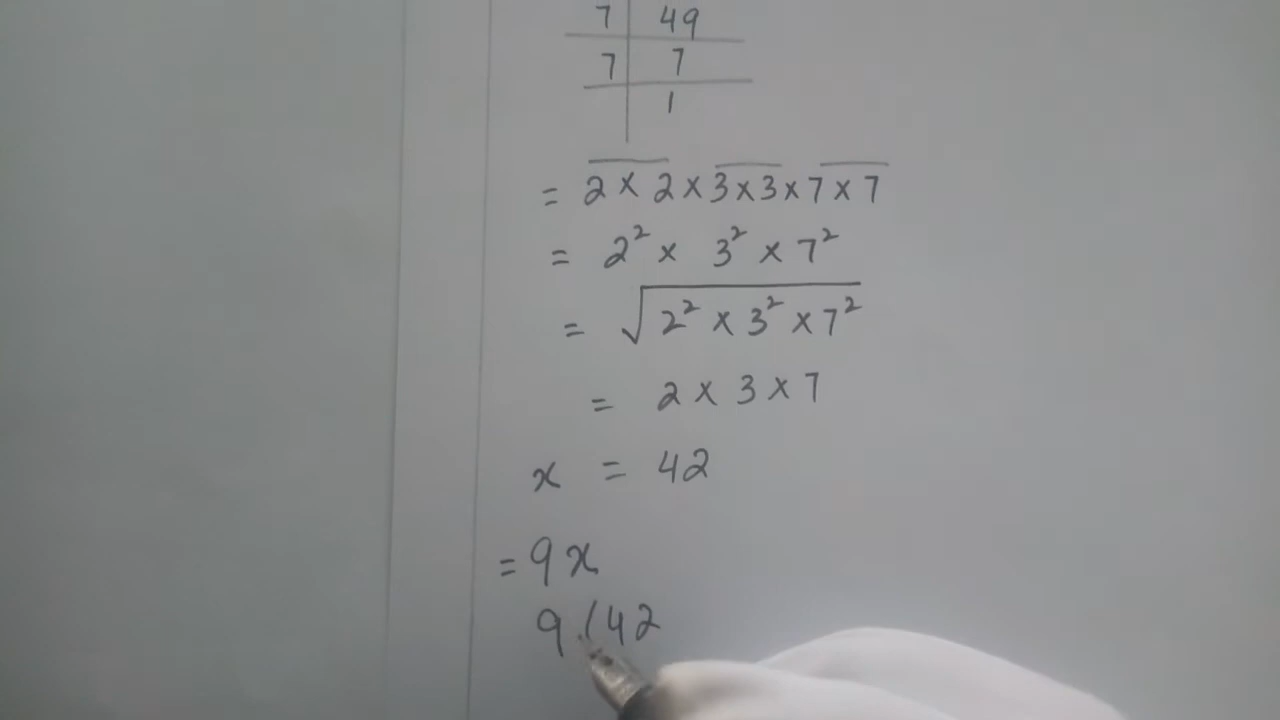 7 | 49
7 | 7
| 1
= 2 × 2 × 3 × 3 × 7 × 7
= 2² × 3² × 7²
= √2² × 3² × 7²
= 2 × 3 × 7
x = 42
= 9x
9(42